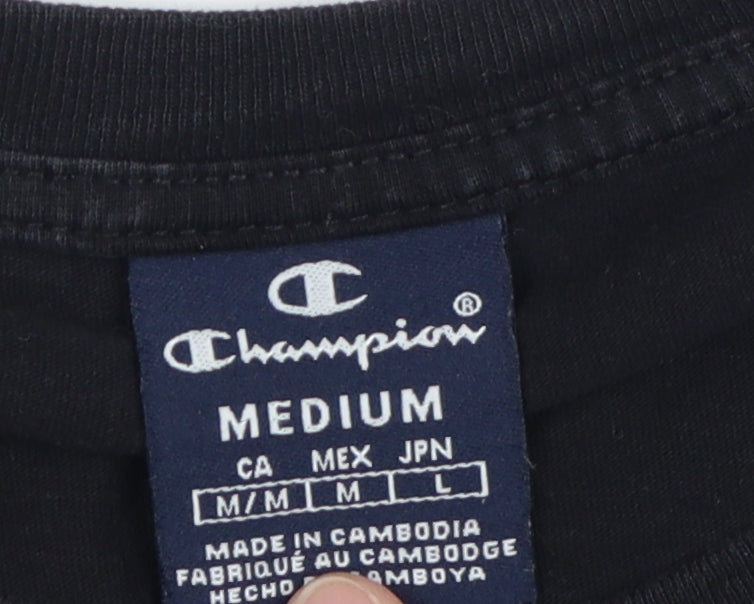 Champion®
MEDIUM
CA MEX JPN
M/M M L
MADE IN CAMBODIA
FABRIQUÉ AU CAMBODGE
HECHO